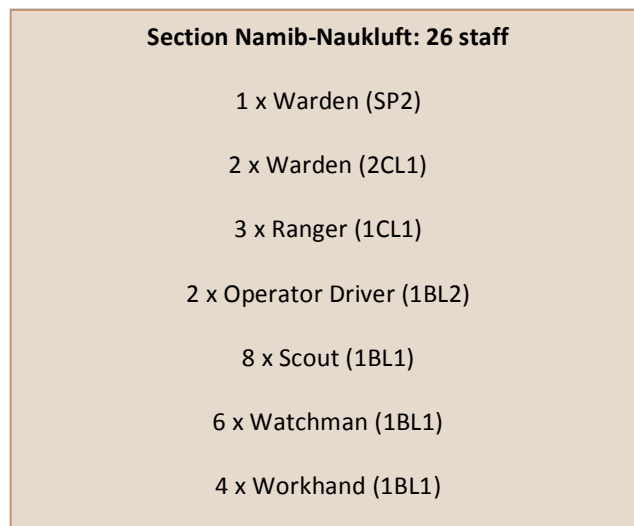 Section Namib-Naukluft: 26 staff
1 x Warden (SP2)
2 x Warden (2CL1)
3 x Ranger (1CL1)
2 x Operator Driver (1BL2)
8 x Scout (1BL1)
6 x Watchman (1BL1)
4 x Workhand (1BL1)